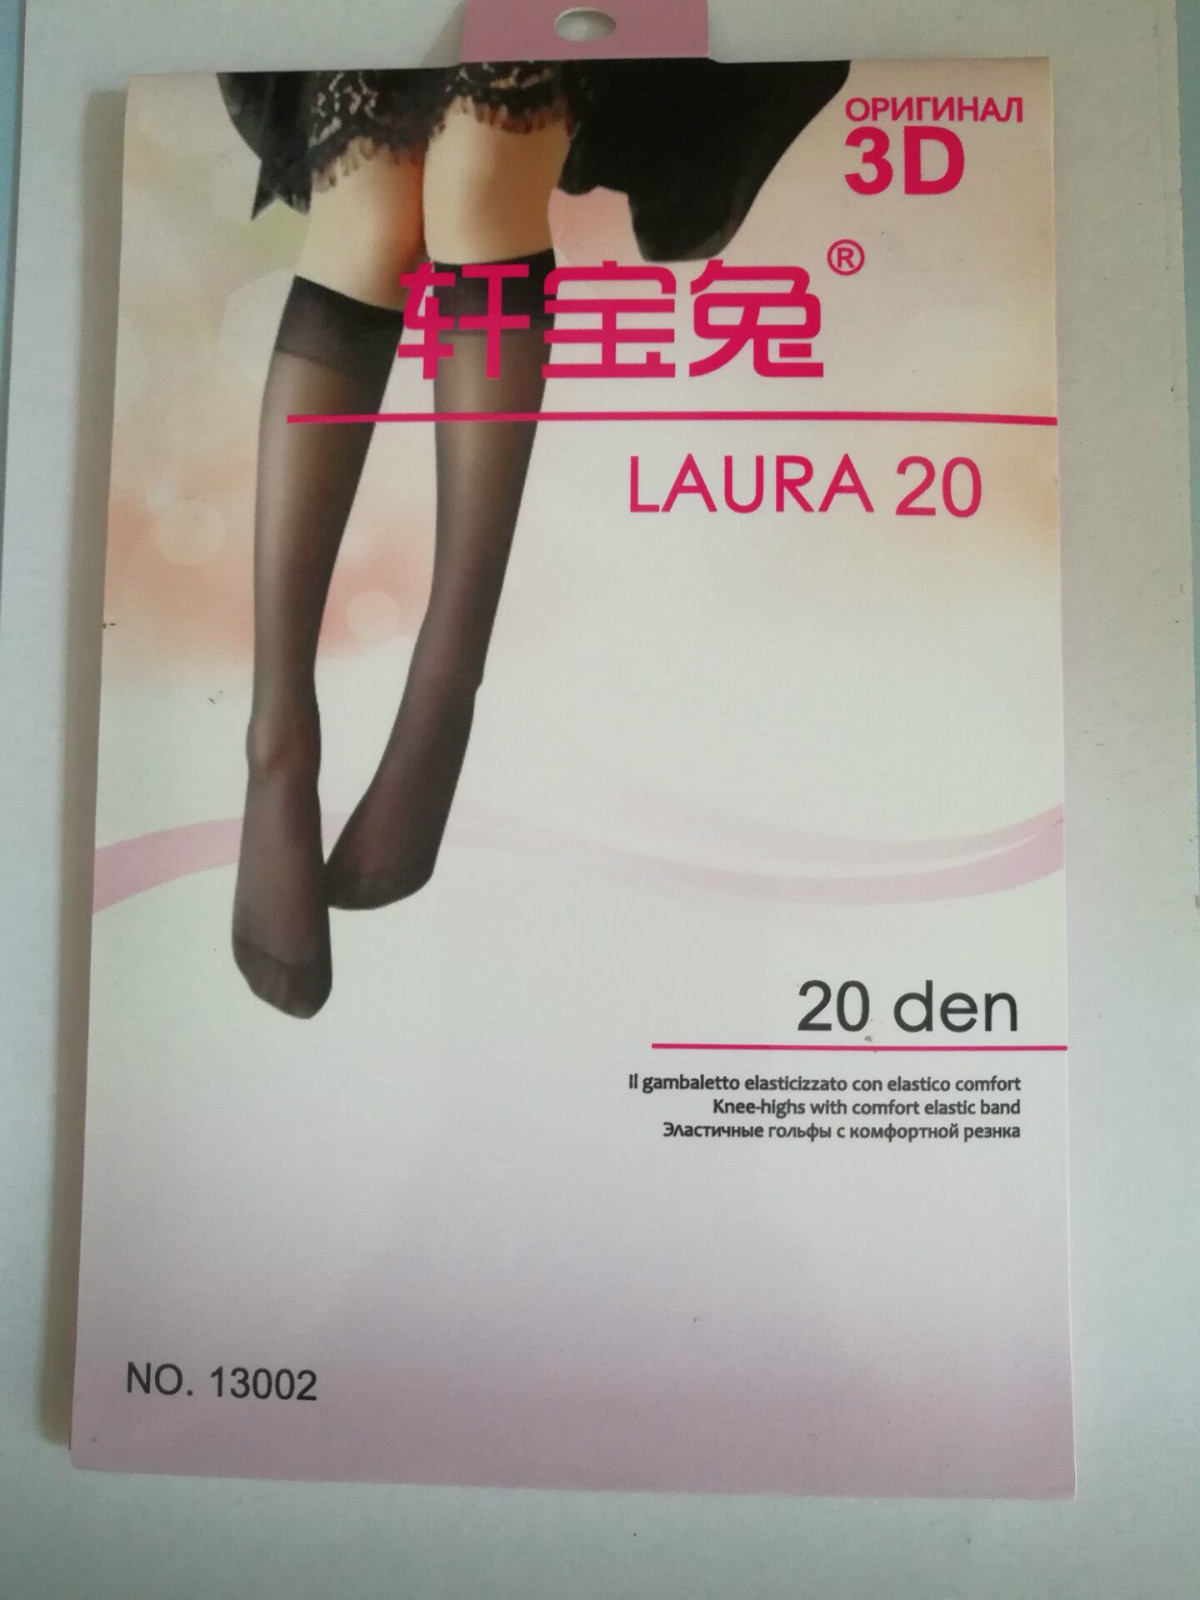 ОРИГИНАЛ
3D
轩宝兔®
LAURA 20
20 den
Il gambaletto elasticizzato con elastico comfort
Knee-highs with comfort elastic band
Эластичные гольфы с комфортной резнка
NO. 13002